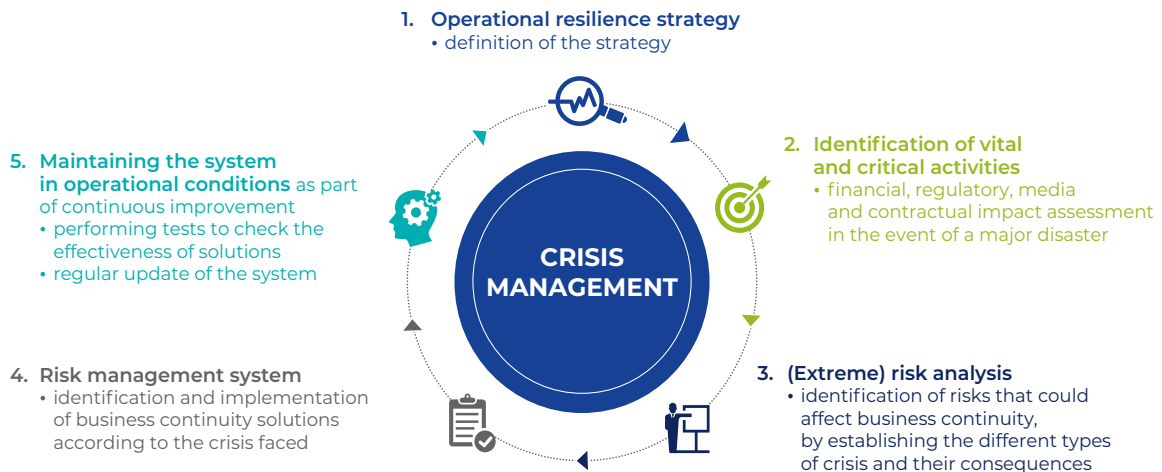 1. Operational resilience strategy
• definition of the strategy
2. Identification of vital
and critical activities
• financial, regulatory, media
and contractual impact assessment
in the event of a major disaster
3. (Extreme) risk analysis
• identification of risks that could
affect business continuity,
by establishing the different types
of crisis and their consequences
4. Risk management system
• identification and implementation
of business continuity solutions
according to the crisis faced
5. Maintaining the system
in operational conditions as part
of continuous improvement
• performing tests to check the
effectiveness of solutions
• regular update of the system
CRISIS
MANAGEMENT